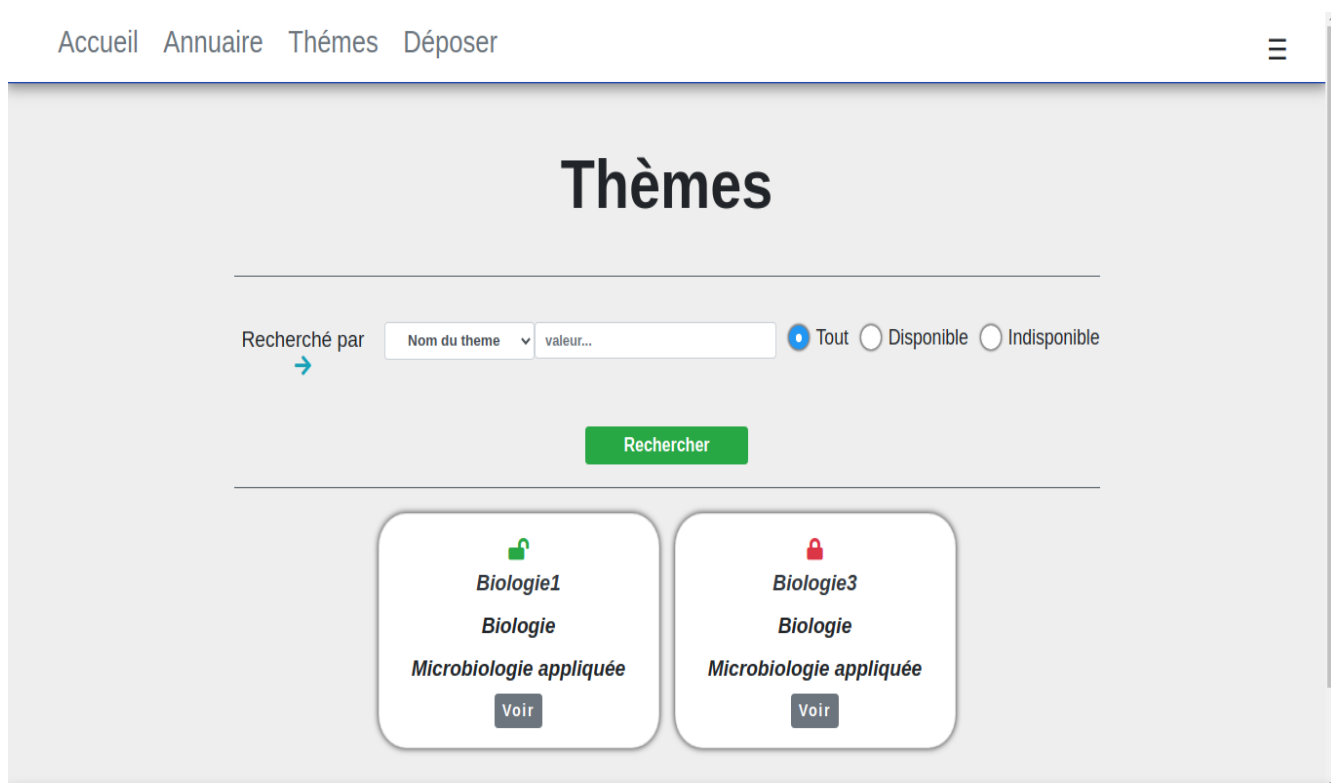 Accueil Annuaire Thémes Déposer
Thèmes
Recherché par Nom du theme valeur... Tout Disponible Indisponible
Rechercher
Biologie1 Biologie3
Biologie Biologie
Microbiologie appliquée Microbiologie appliquée
Voir Voir